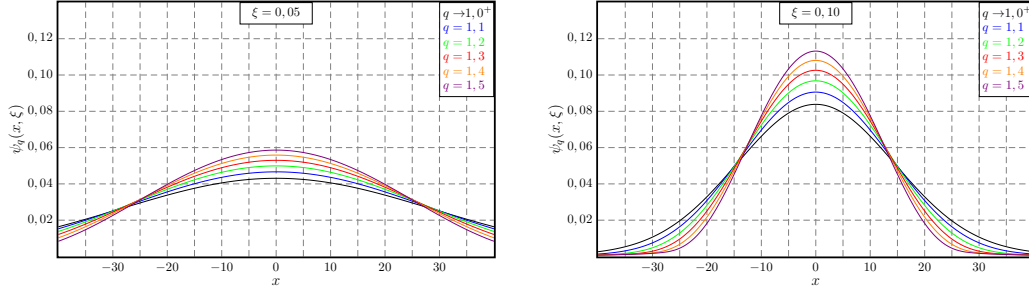 ξ = 0, 05
q →1, 0⁺
q = 1, 1
q = 1, 2
q = 1, 3
q = 1, 4
q = 1, 5
0, 12
0, 10
0, 08
0, 06
0, 04
0, 02
ψq(x, ξ)
−30 −20 −10 0 10 20 30
x
ξ = 0, 10
q →1, 0⁺
q = 1, 1
q = 1, 2
q = 1, 3
q = 1, 4
q = 1, 5
0, 12
0, 10
0, 08
0, 06
0, 04
0, 02
ψq(x, ξ)
−30 −20 −10 0 10 20 30
x